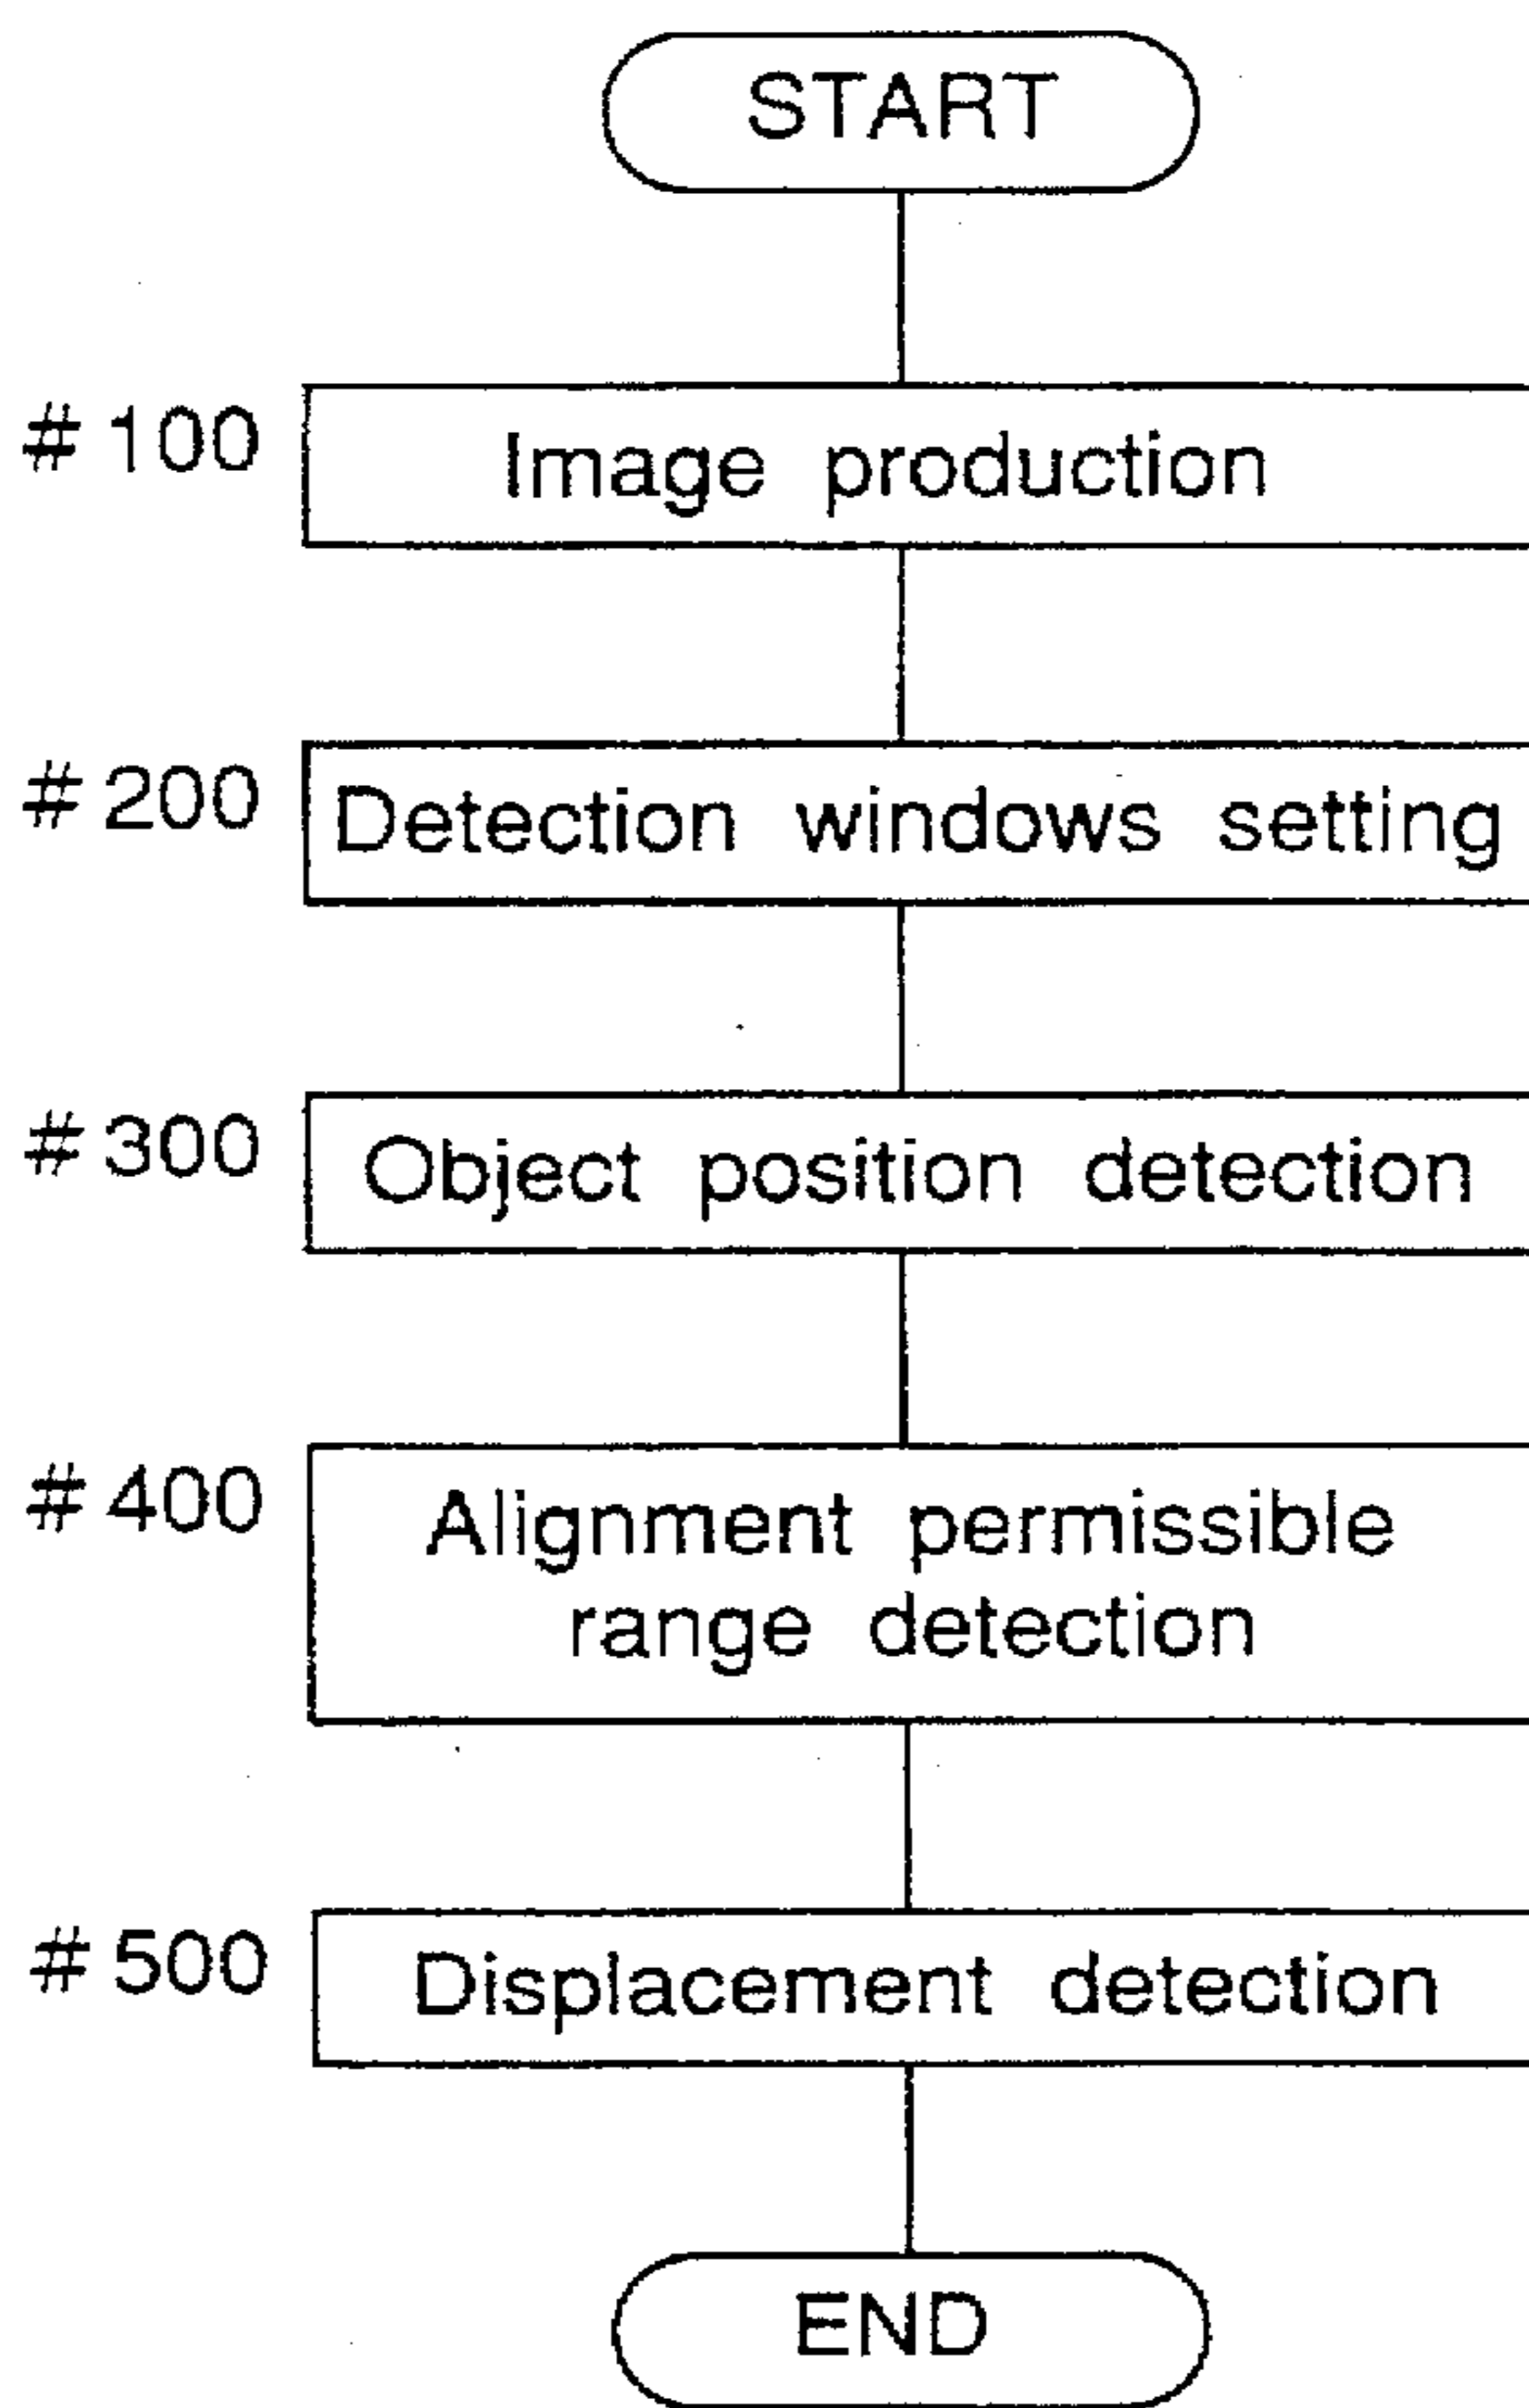 START
#100 Image production
#200 Detection windows setting
#300 Object position detection
#400 Alignment permissible
range detection
#500 Displacement detection
END